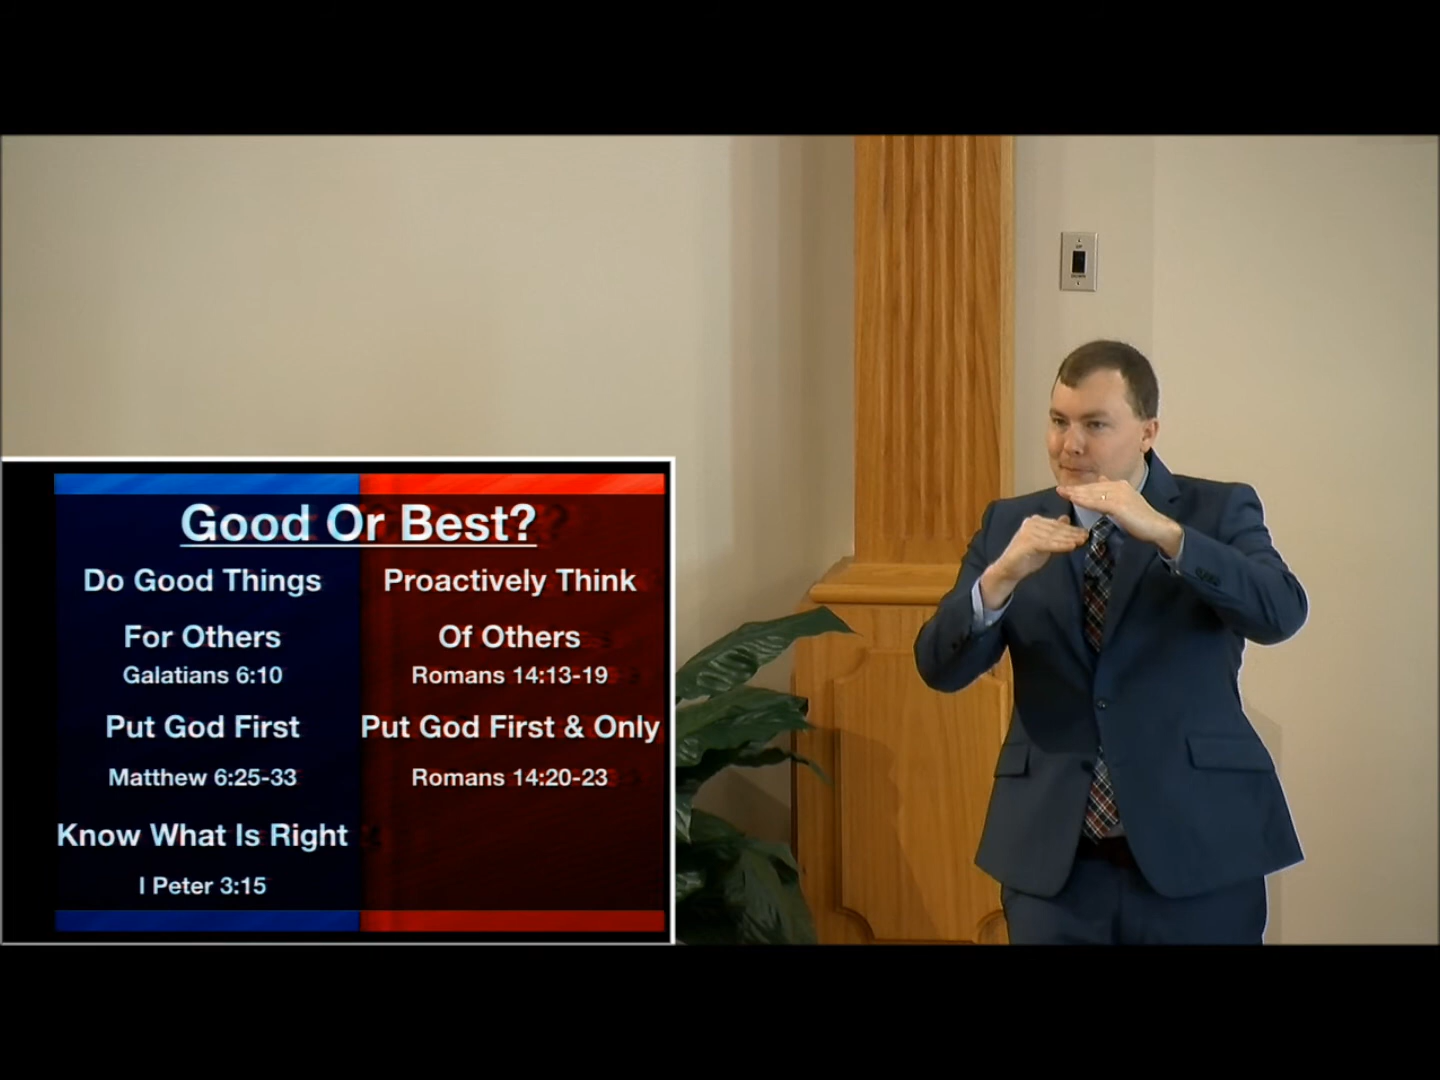 Good Or Best?
Do Good Things
For Others
Galatians 6:10
Put God First
Matthew 6:25-33
Know What Is Right
I Peter 3:15
Proactively Think
Of Others
Romans 14:13-19
Put God First & Only
Romans 14:20-23